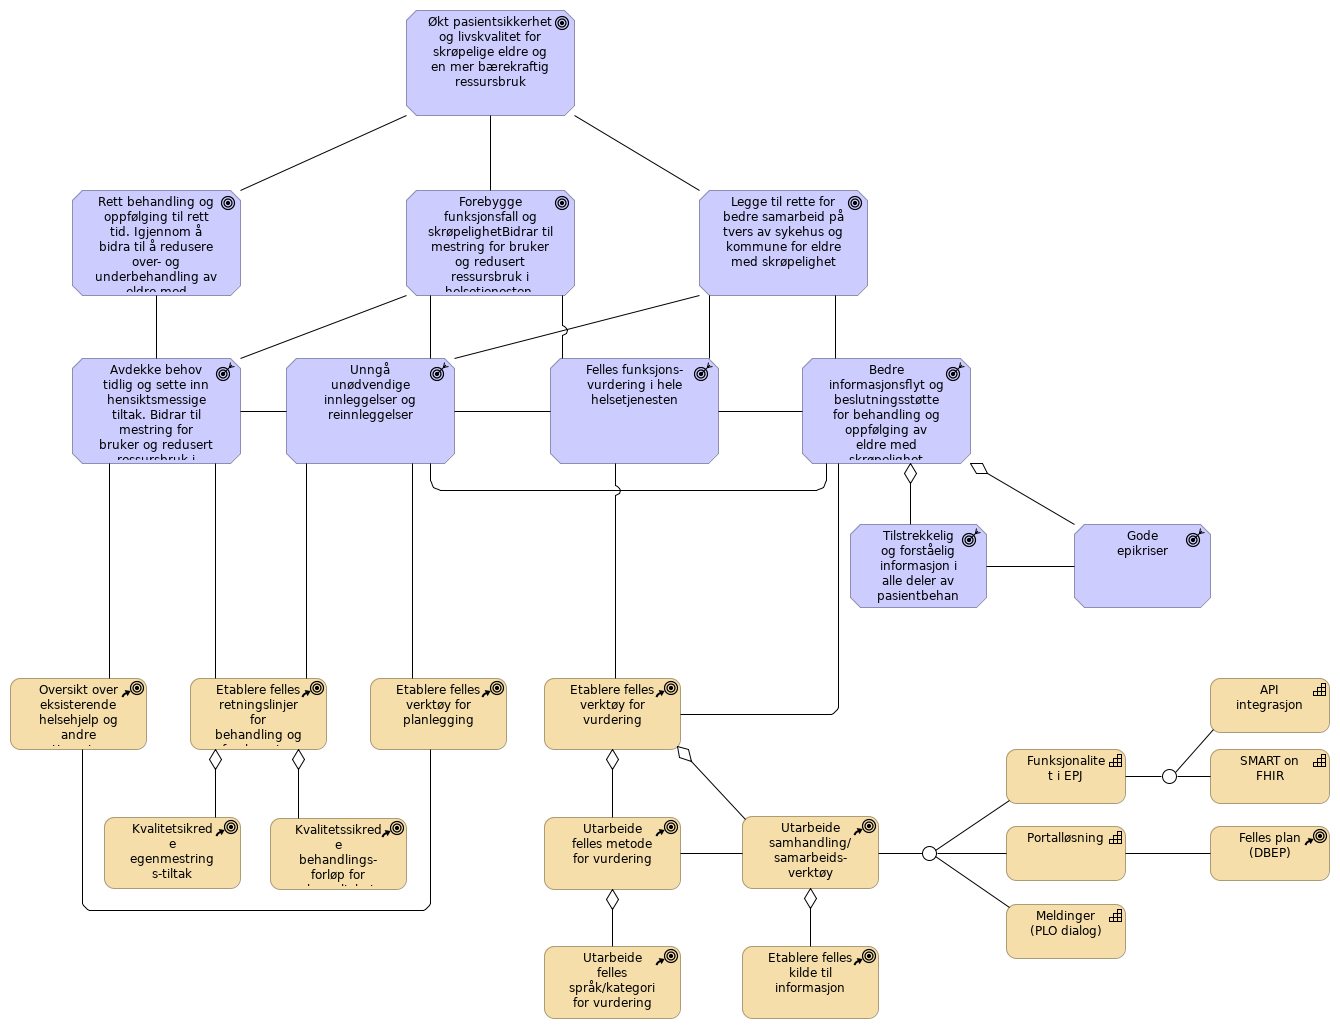 Økt pasientsikkerhet
og livskvalitet for
skrøpelige eldre og
en mer bærekraftig
ressursbruk
Rett behandling og
oppfølging til rett
tid. Igjennom å
bidra til å redusere
over- og
underbehandling av
eldre med
Forebygge
funksjonsfall og
skrøpelighetBidrar til
mestring for bruker
og redusert
ressursbruk i
helsetjenesten
Legge til rette for
bedre samarbeid på
tvers av sykehus og
kommune for eldre
med skrøpelighet
Avdekke behov
tidlig og sette inn
hensiktsmessige
tiltak. Bidrar til
mestring for
bruker og redusert
ressursbruk i
Unngå
unødvendige
innleggelser og
reinnleggelser
Felles funksjons-
vurdering i hele
helsetjenesten
Bedre
informasjonsflyt og
beslutningsstøtte
for behandling og
oppfølging av
eldre med
skrøpelighet
Tilstrekkelig
og forståelig
informasjon i
alle deler av
pasientbehan
Gode
epikriser
Oversikt over
eksisterende
helsehjelp og
andre
Etablere felles
retningslinjer
for
behandling og
Etablere felles
verktøy for
planlegging
Etablere felles
verktøy for
vurdering
API
integrasjon
Funksjonalite
t i EPJ
SMART on
FHIR
Kvalitetsikred
e
egenmestring
s-tiltak
Kvalitetssikred
e
behandlings-
forløp for
Utarbeide
felles metode
for vurdering
Utarbeide
samhandling/
samarbeids-
verktøy
Portalløsning
Felles plan
(DBEP)
Meldinger
(PLO dialog)
Utarbeide
felles
språk/kategori
for vurdering
Etablere felles
kilde til
informasjon